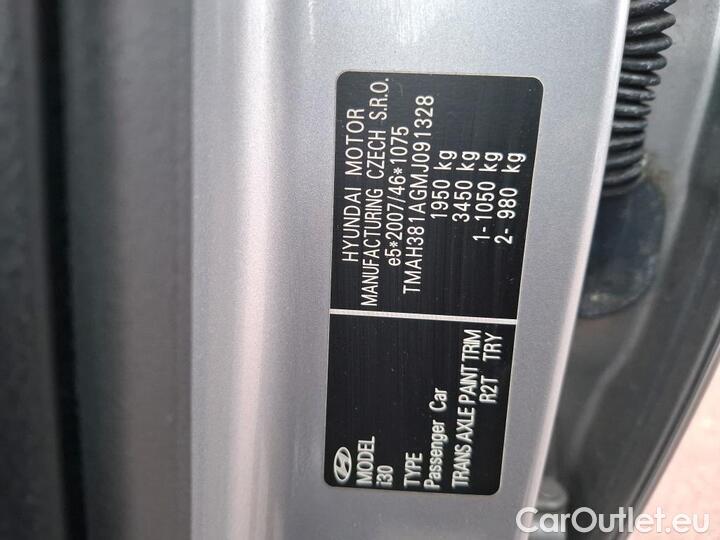 HYUNDAI MOTOR
MANUFACTURING CZECH S.R.O.
e5*2007/46*1075
TMAH381AGMJ091328
1950 kg
3450 kg
1- 1050 kg
2- 980 kg
MODEL
i30
TYPE
Passenger Car
TRANS AXLE PAINT TRIM
R2T TRY
CarOutlet.eu